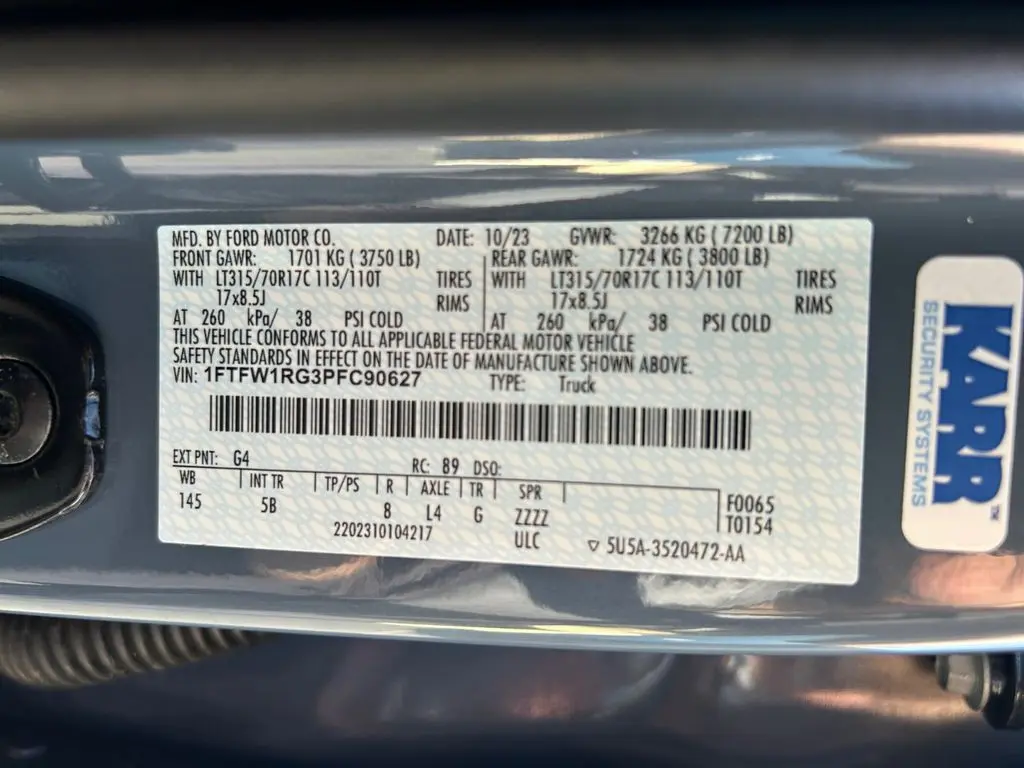 MFD. BY FORD MOTOR CO. DATE: 10/23 GVWR: 3266 KG ( 7200 LB)
FRONT GAWR: 1701 KG ( 3750 LB) REAR GAWR: 1724 KG ( 3800 LB)
WITH LT315/70R17C 113/110T TIRES WITH LT315/70R17C 113/110T TIRES
17x8.5J RIMS 17x8.5J RIMS
AT 260 kPa/ 38 PSI COLD AT 260 kPa/ 38 PSI COLD
THIS VEHICLE CONFORMS TO ALL APPLICABLE FEDERAL MOTOR VEHICLE
SAFETY STANDARDS IN EFFECT ON THE DATE OF MANUFACTURE SHOWN ABOVE.
VIN: 1FTFW1RG3PFC90627 TYPE: Truck
EXT PNT: G4 RC: 89 DSO:
WB INT TR TP/PS R AXLE TR SPR F0065
145 5B 8 L4 G ZZZZ T0154
2202310104217 ULC ▽ 5U5A-3520472-AA
KARR™
SECURITY SYSTEMS